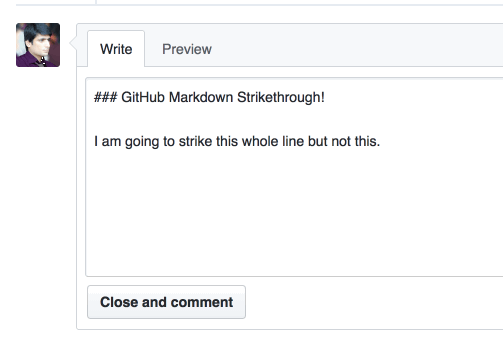 Write Preview
### GitHub Markdown Strikethrough!
I am going to strike this whole line but not this.
Close and comment